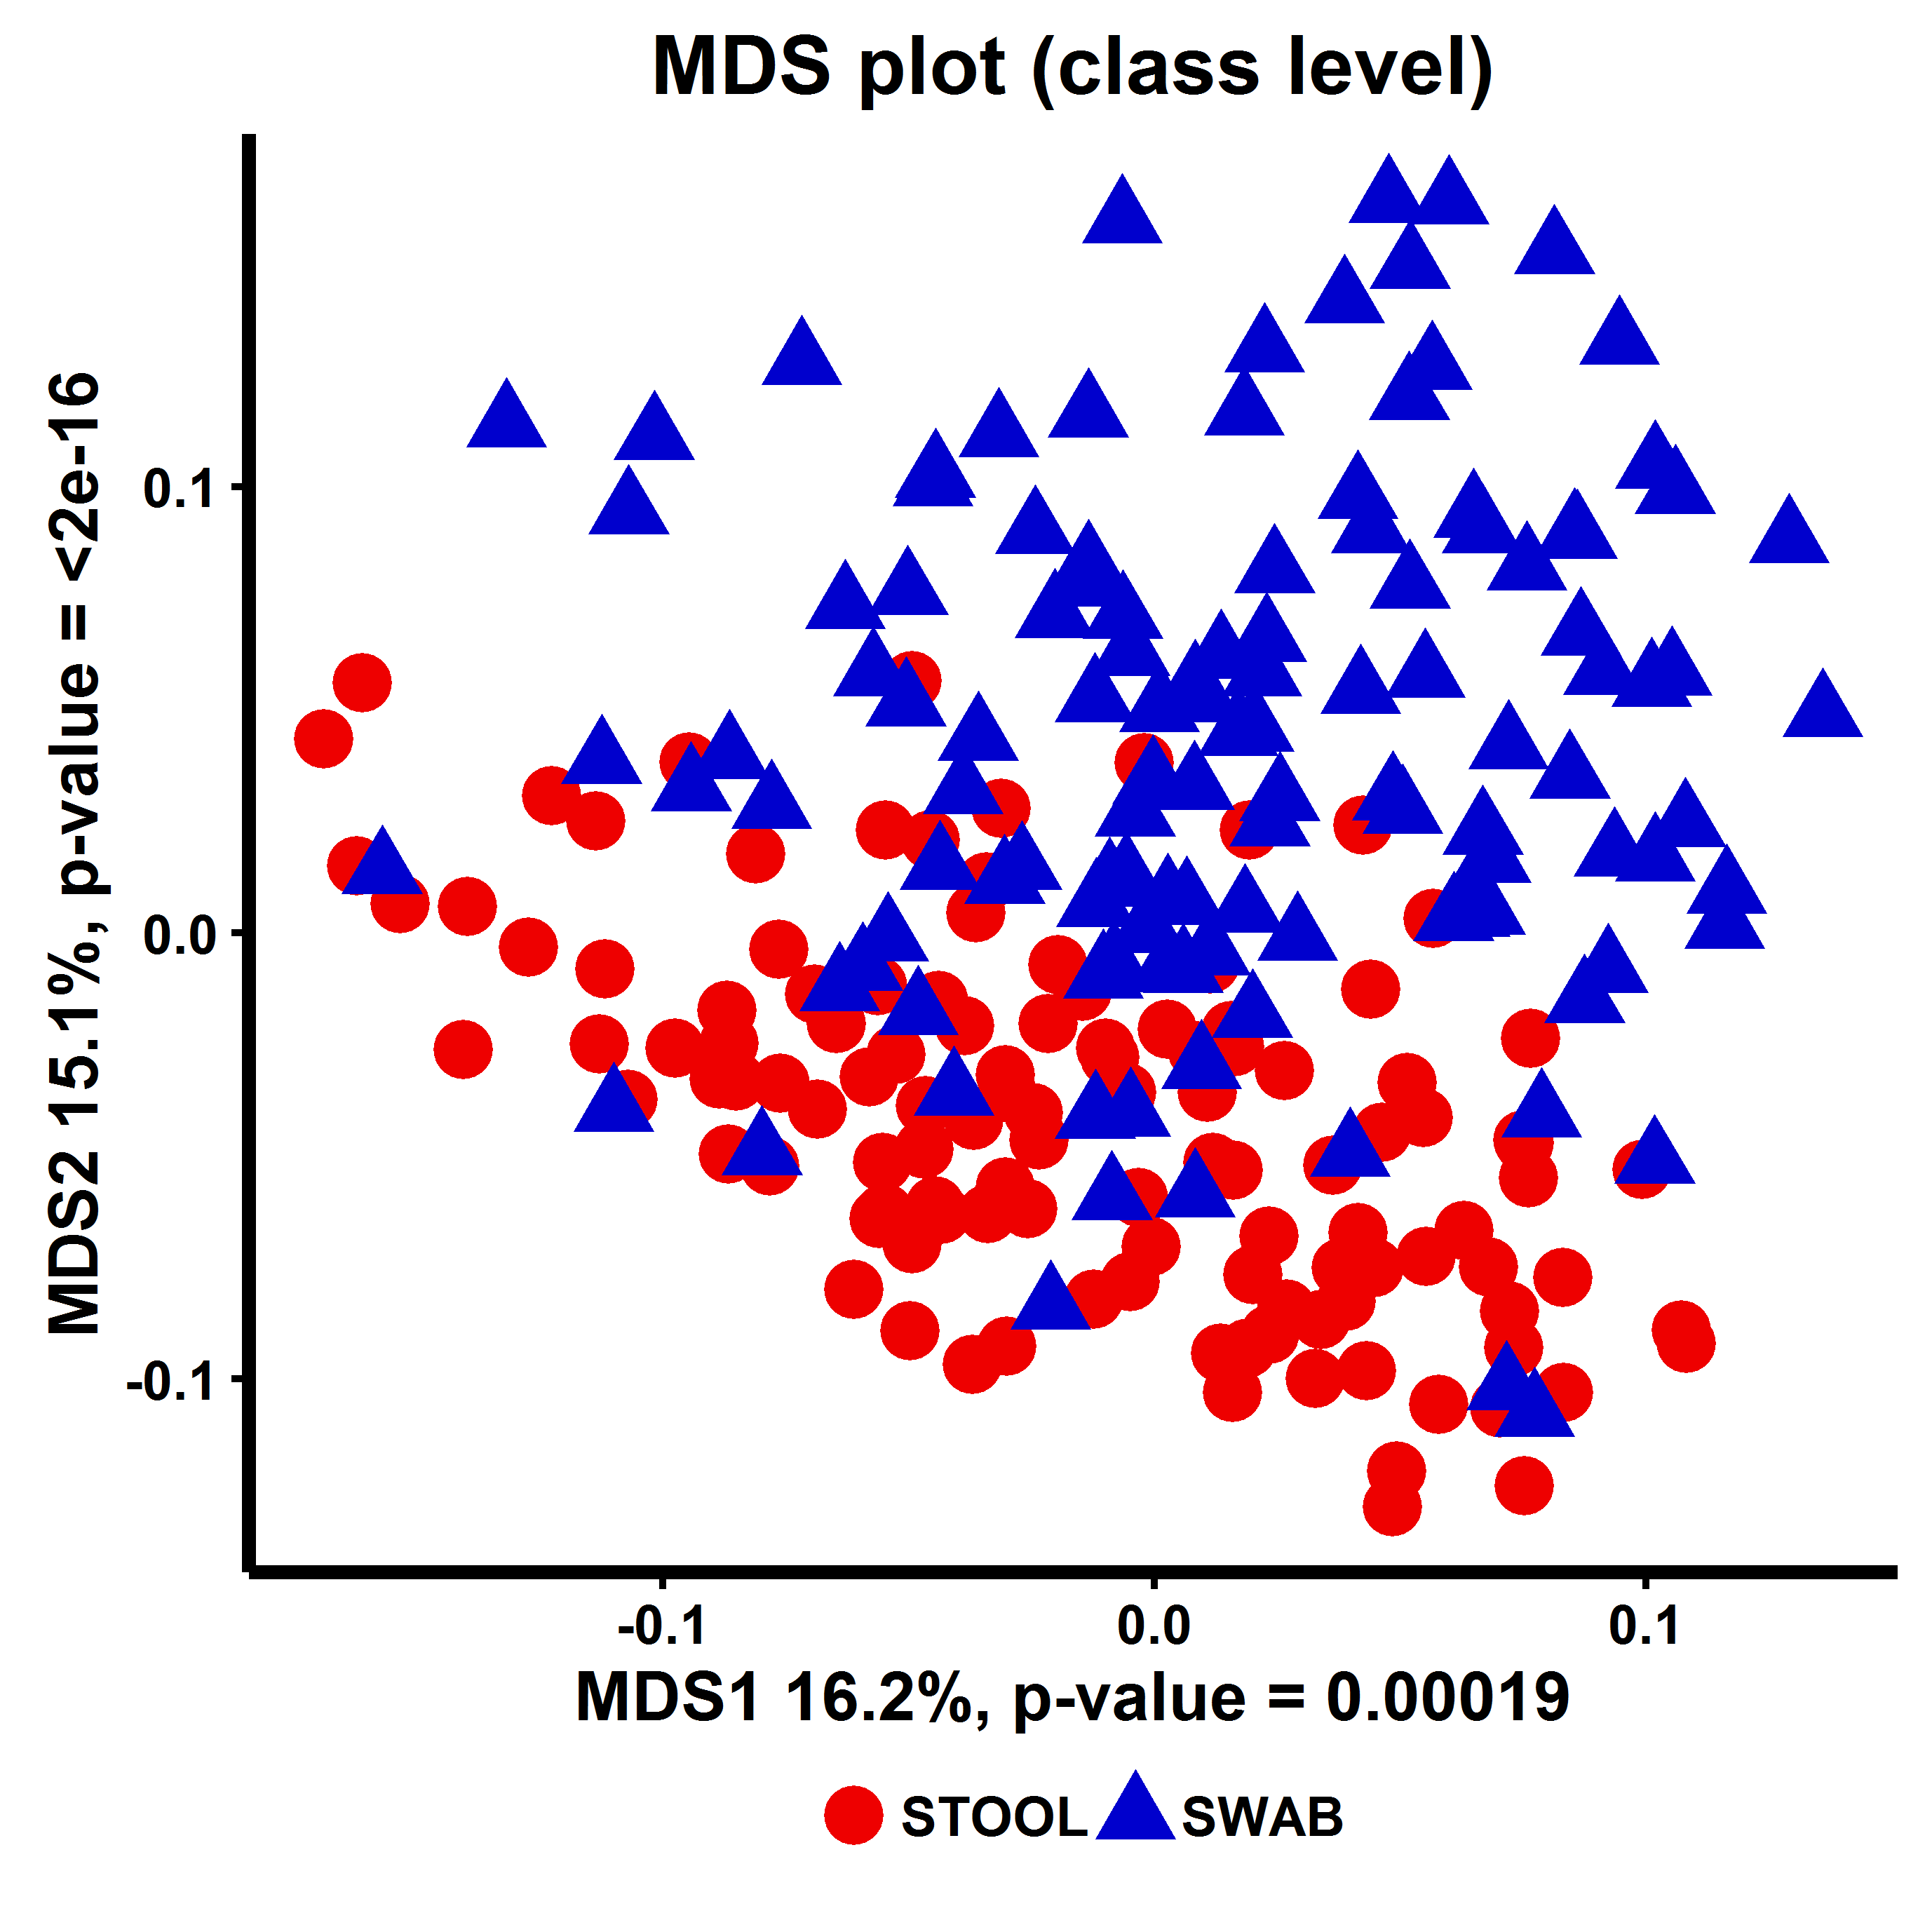 MDS plot (class level)
MDS2 15.1%, p-value = <2e-16
0.1
0.0
-0.1
-0.1 0.0 0.1
MDS1 16.2%, p-value = 0.00019
STOOL SWAB